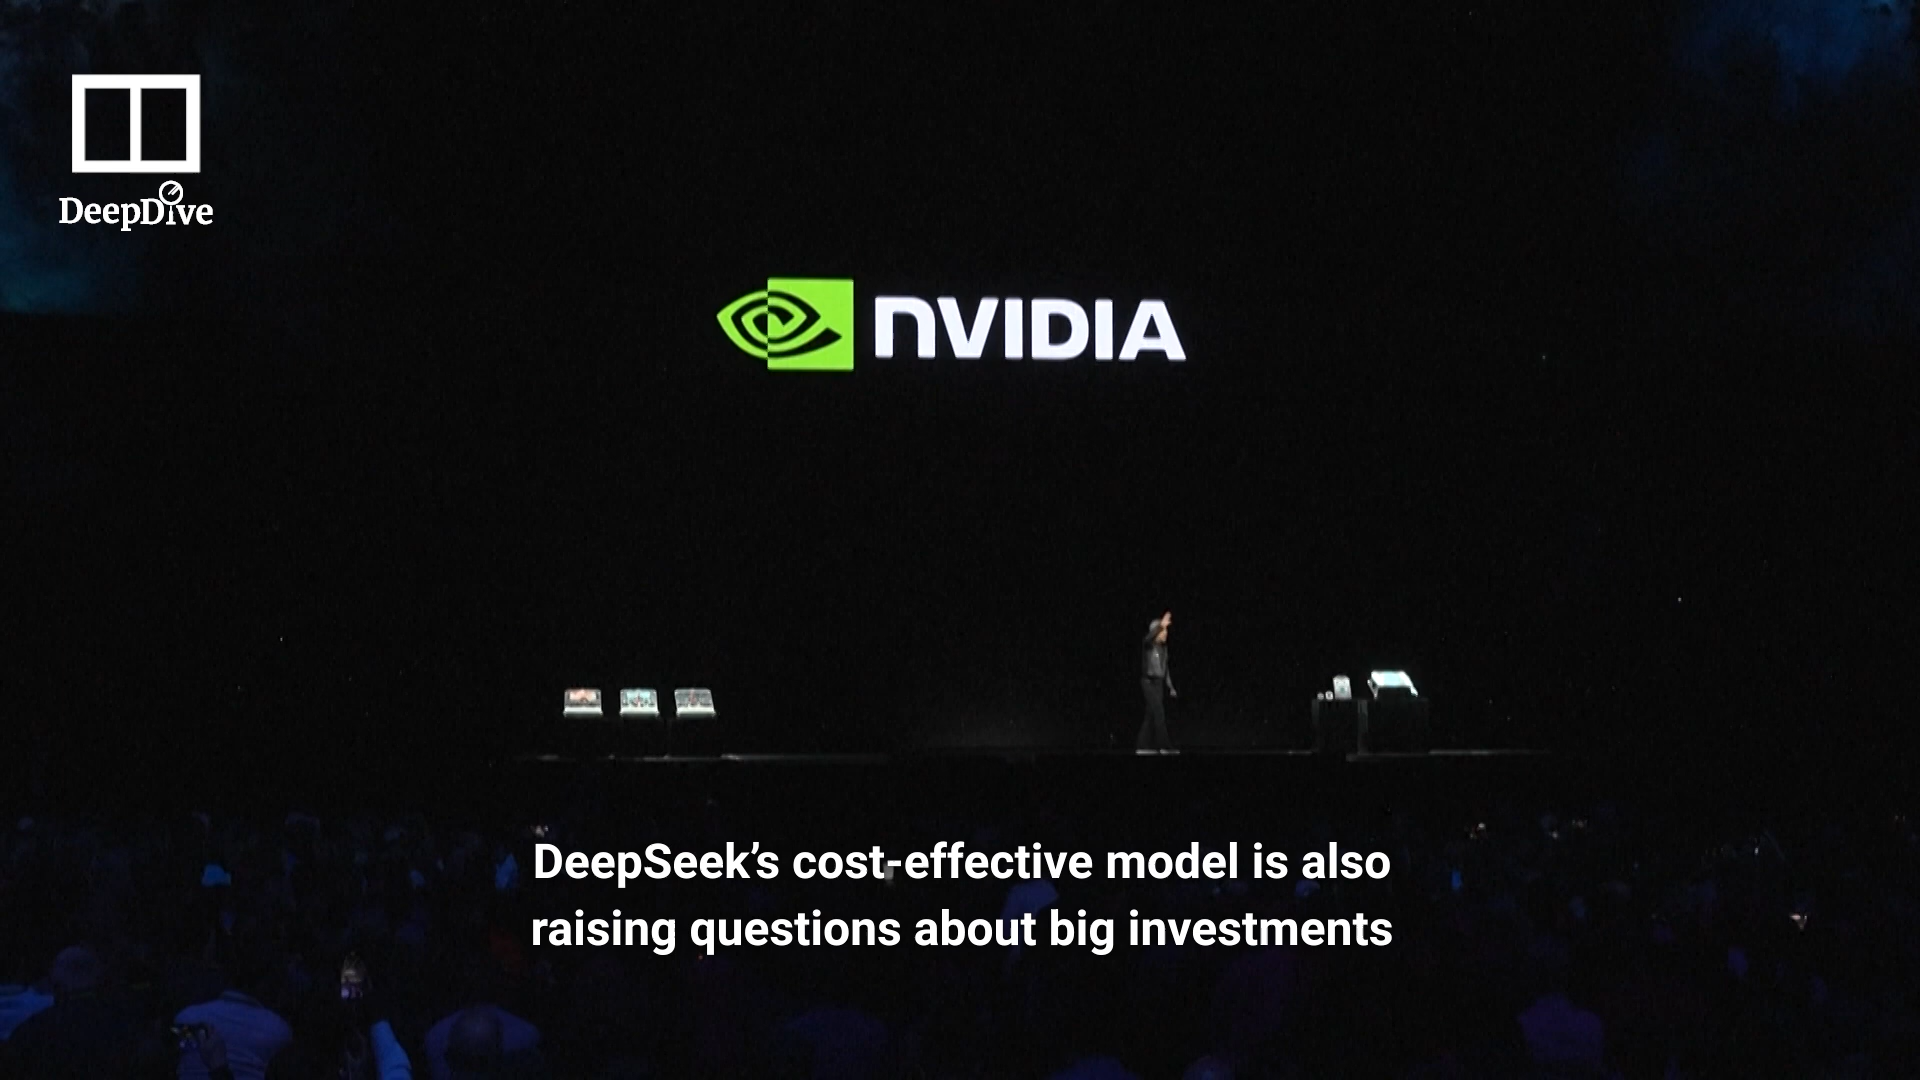 DeepDive
NVIDIA
DeepSeek’s cost-effective model is also
raising questions about big investments